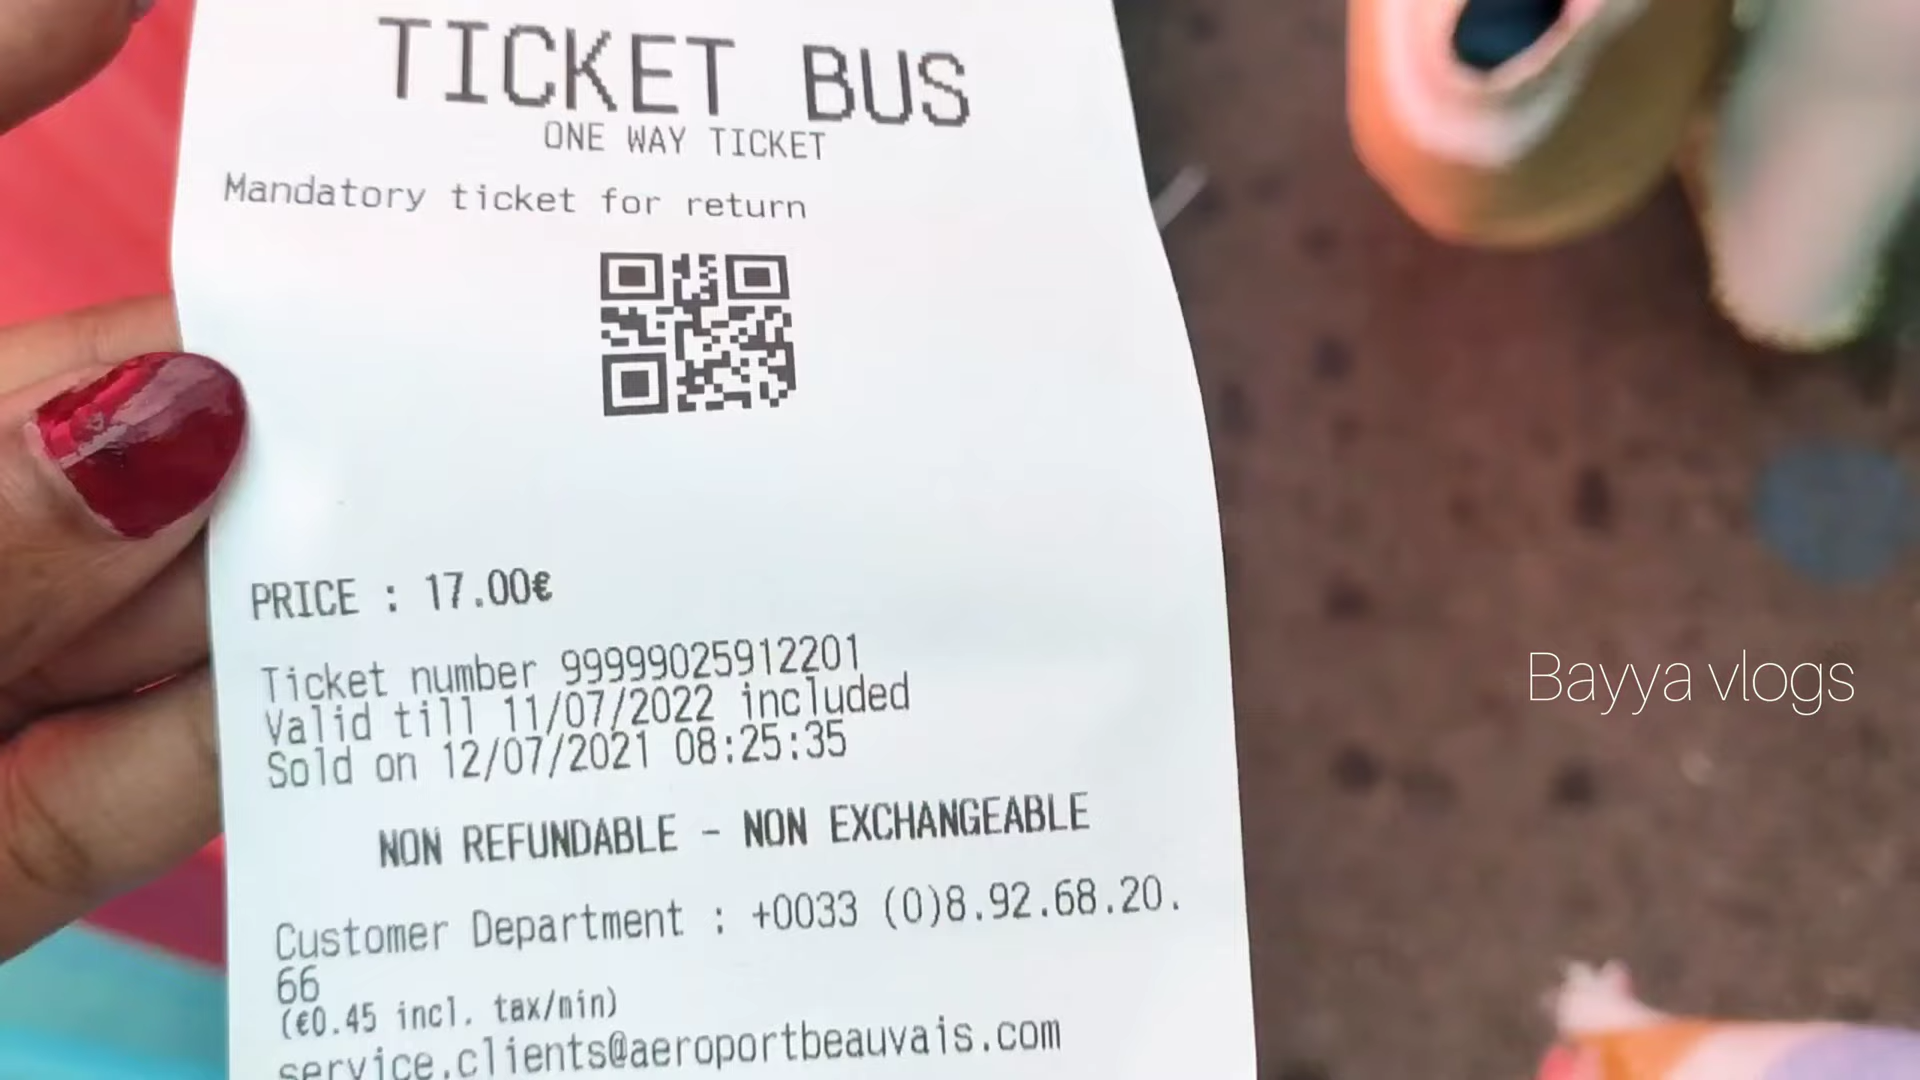 TICKET BUS
ONE WAY TICKET
Mandatory ticket for return
PRICE : 17.00€
Ticket number 99999025912201
Valid till 11/07/2022 included
Sold on 12/07/2021 08:25:35
NON REFUNDABLE - NON EXCHANGEABLE
Customer Department : +0033 (0)8.92.68.20.
66
(€0.45 incl. tax/min)
service.clients@aeroportbeauvais.com
Bayya vlogs